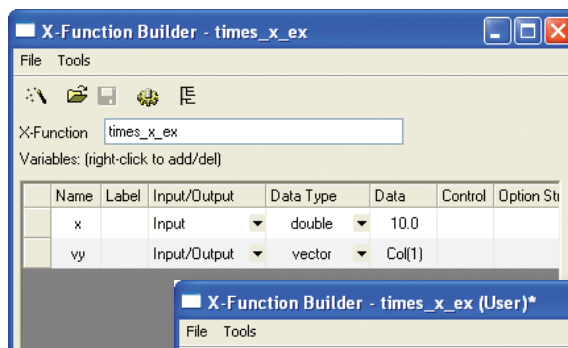 X-Function Builder - times_x_ex
File Tools
X-Function times_x_ex
Variables: (right-click to add/del)
Name Label Input/Output Data Type Data Control Option
x Input double 10.0
vy Input/Output vector Col(1)
X-Function Builder - times_x_ex (User)*
File Tools